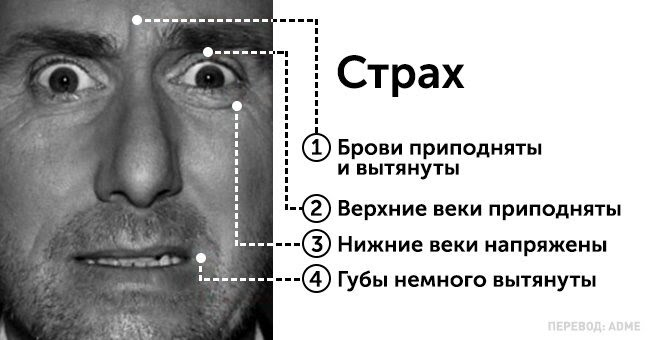 Страх
1 Брови приподняты
и вытянуты
2 Верхние веки приподняты
3 Нижние веки напряжены
4 Губы немного вытянуты
ПЕРЕВОД: ADME